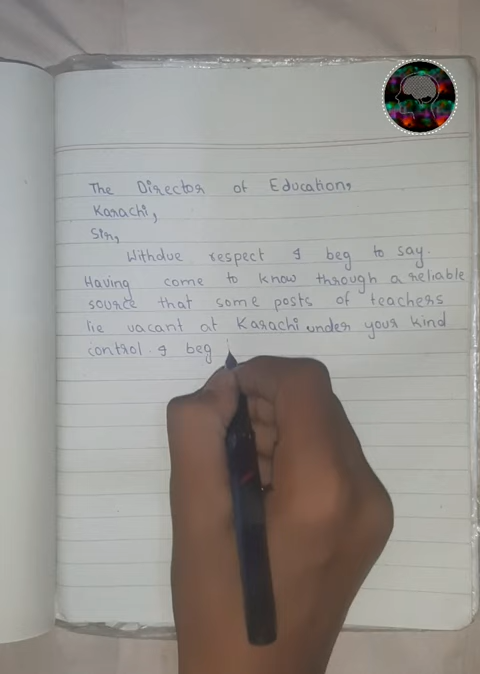 The Director of Education,
Karachi,
Sir,
Withdue respect I beg to say.
Having come to know through a reliable
source that some posts of teachers
lie vacant at Karachi under your kind
control. I beg